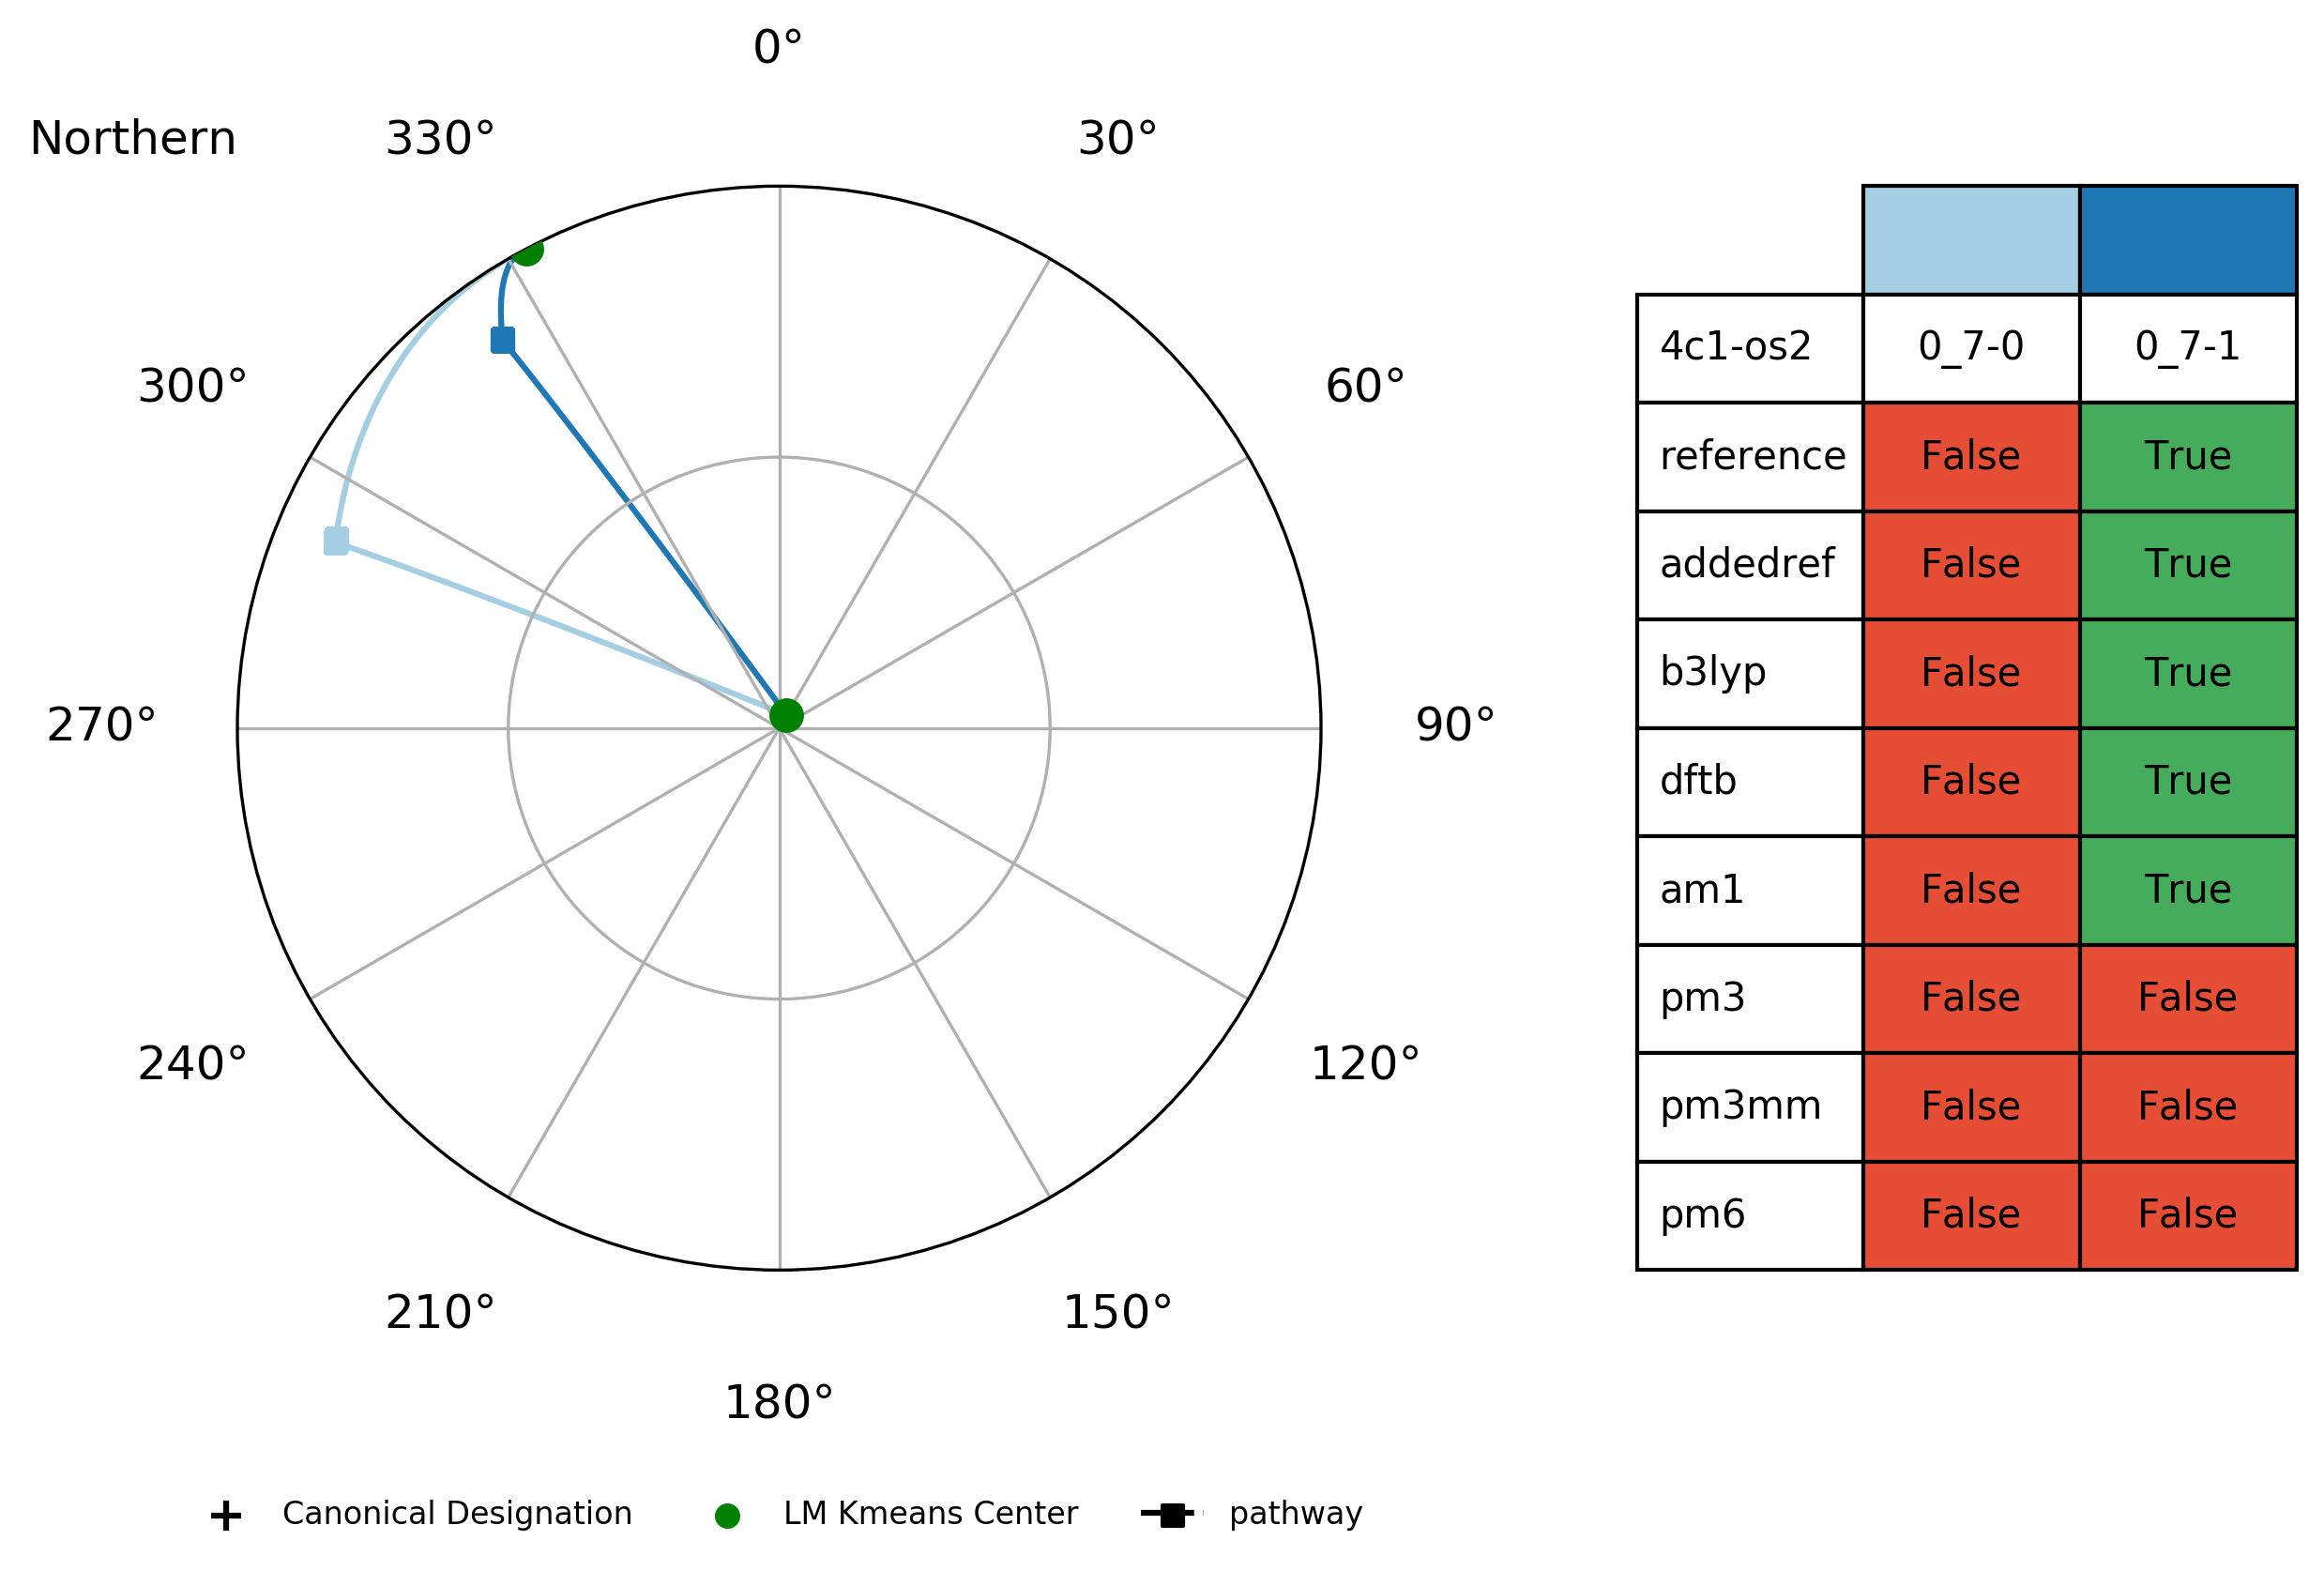 0°
Northern
330°
30°
300°
60°
270°
90°
240°
120°
210°
150°
180°
4c1-os2 0_7-0 0_7-1
reference False True
addedref False True
b3lyp False True
dftb False True
am1 False True
pm3 False False
pm3mm False False
pm6 False False
Canonical Designation LM Kmeans Center pathway